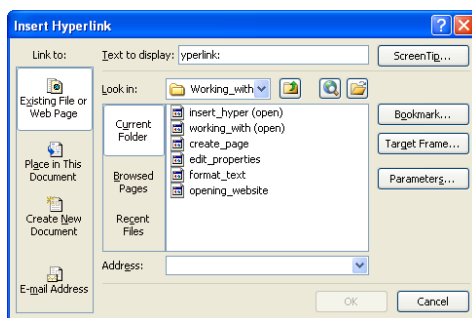 Insert Hyperlink
Link to:
Text to display: yperlink:
ScreenTip...
Existing File or
Web Page
Look in:
Working_with
Current
Folder
insert_hyper (open)
working_with (open)
create_page
edit_properties
format_text
opening_website
Bookmark...
Target Frame...
Place in This
Document
Browsed
Pages
Parameters...
Create New
Document
Recent
Files
Address:
E-mail Address
OK
Cancel